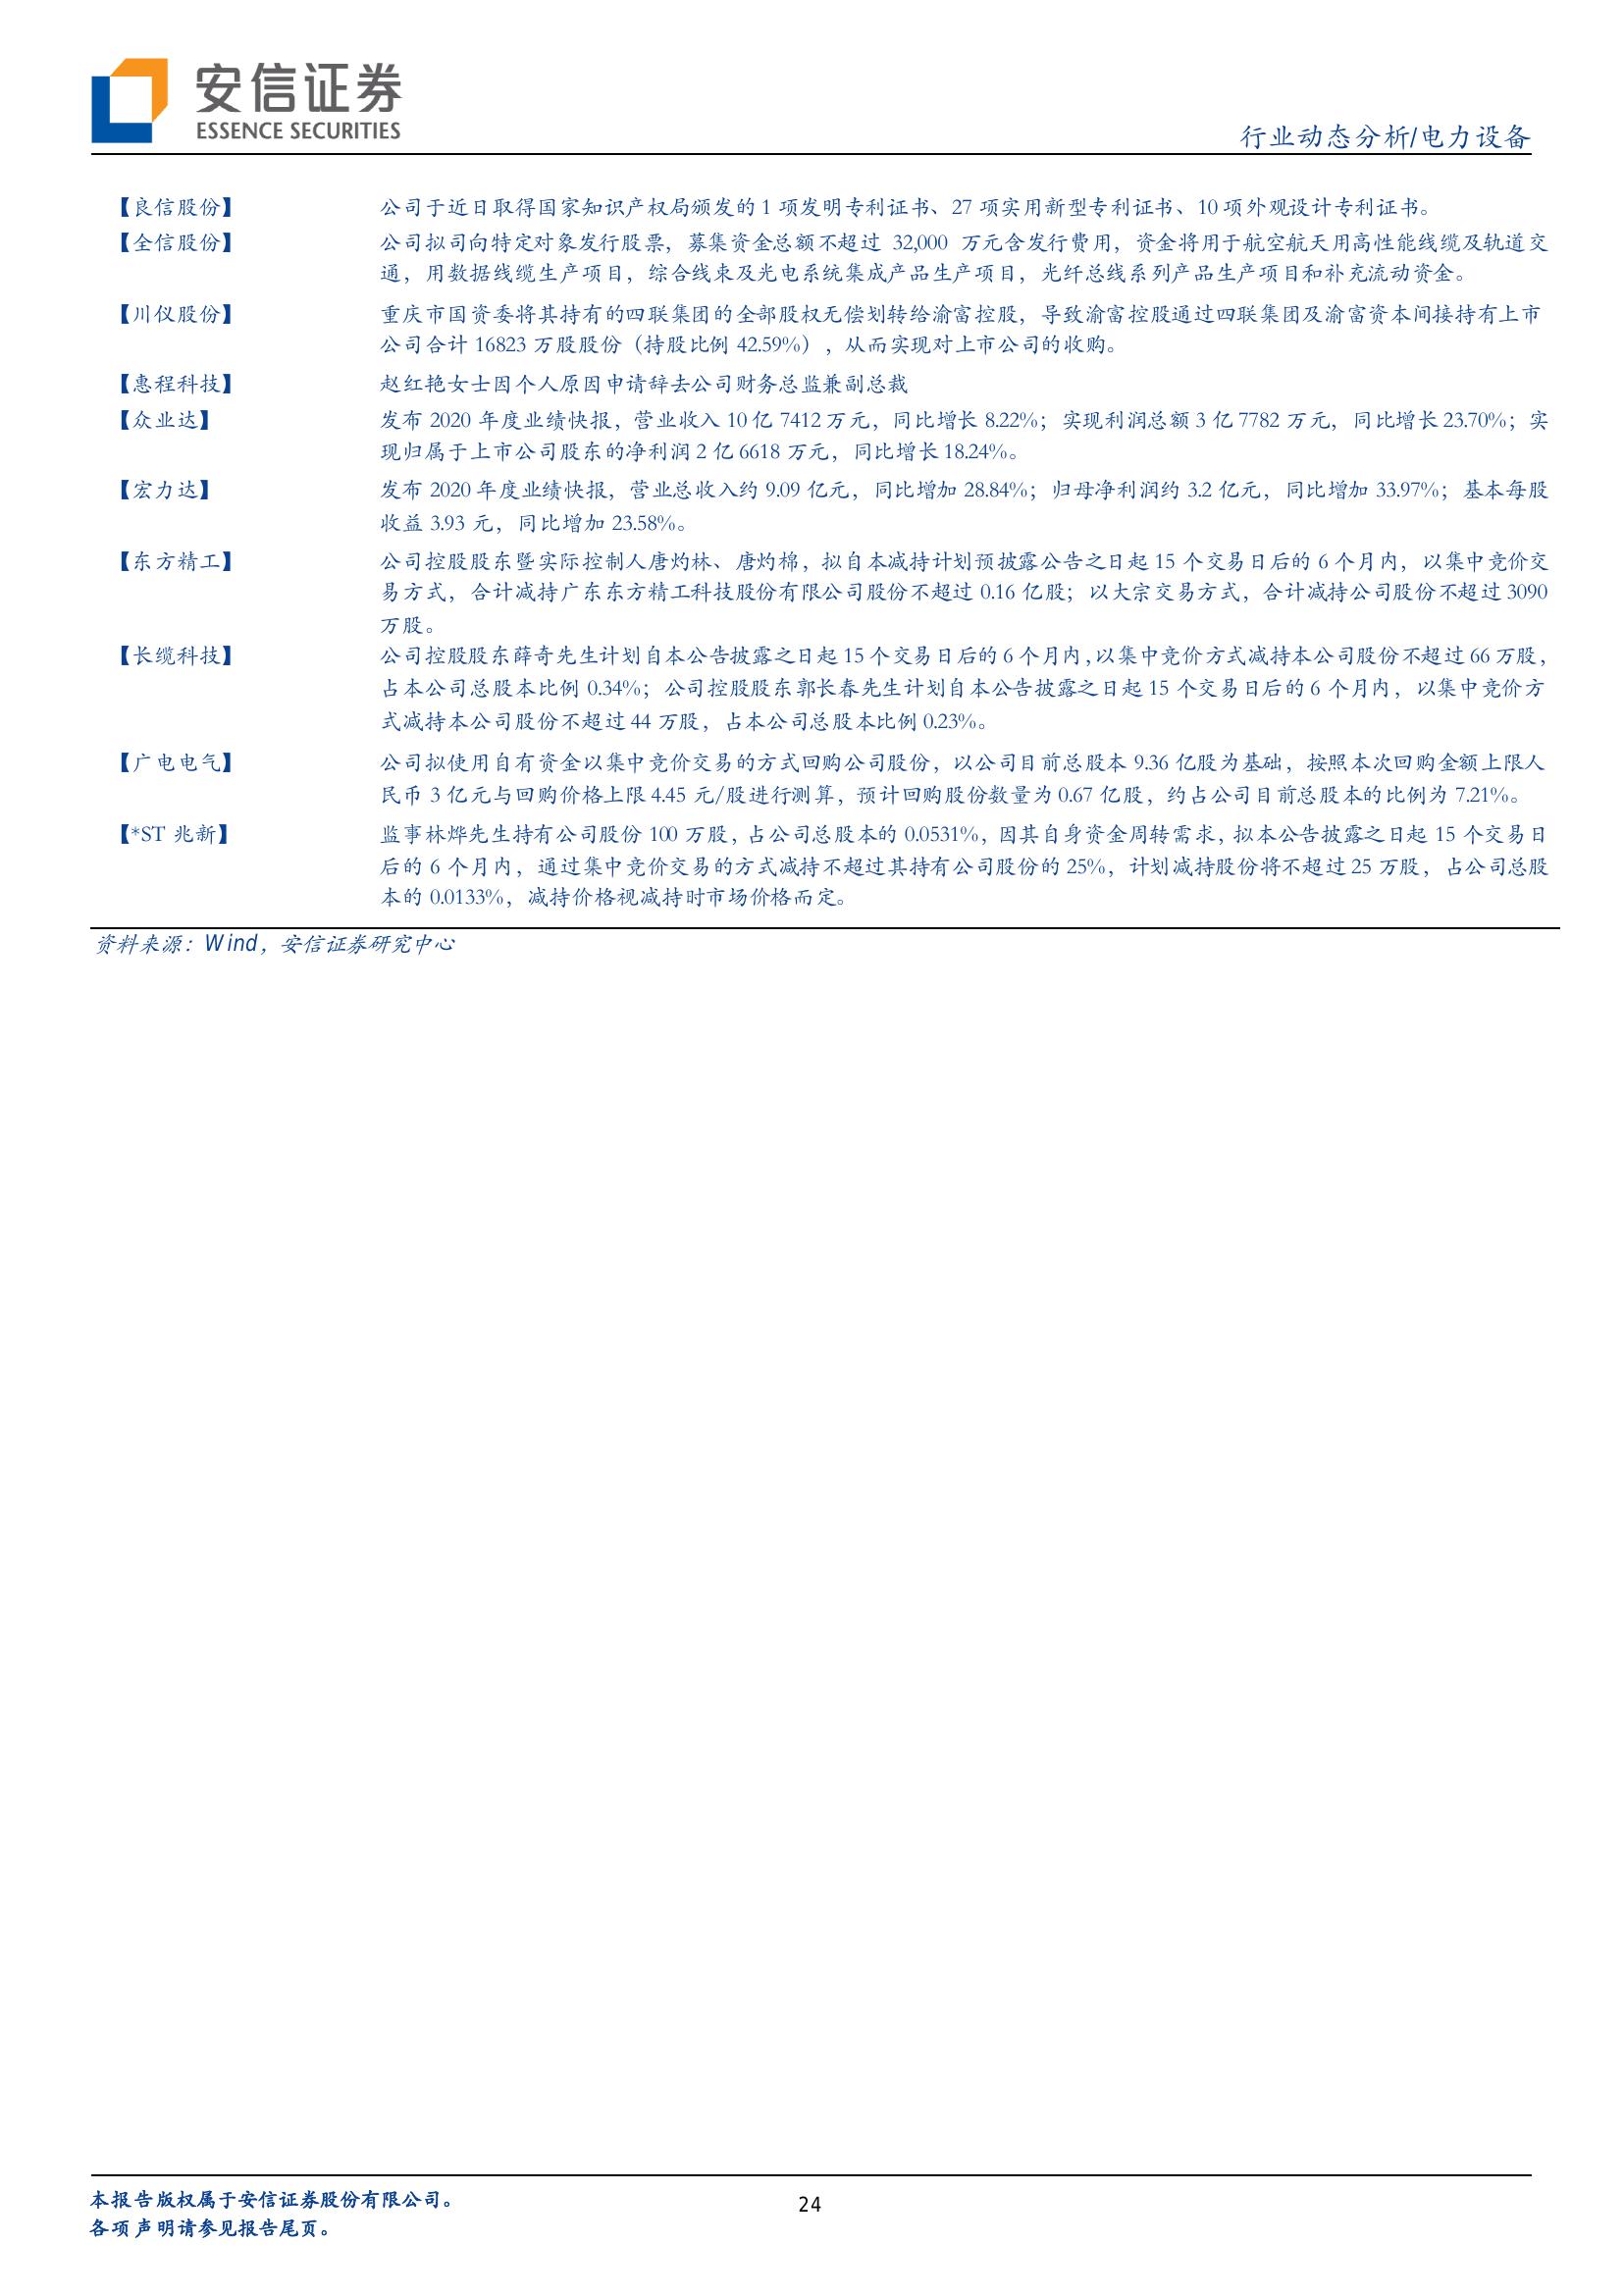 安信证券
ESSENCE SECURITIES
行业动态分析/电力设备
【良信股份】 公司于近日取得国家知识产权局颁发的 1 项发明专利证书、27 项实用新型专利证书、10 项外观设计专利证书。
【全信股份】 公司拟司向特定对象发行股票，募集资金总额不超过 32,000 万元含发行费用，资金将用于航空航天用高性能线缆及轨道交
通，用数据线缆生产项目，综合线束及光电系统集成产品生产项目，光纤总线系列产品生产项目和补充流动资金。
【川仪股份】 重庆市国资委将其持有的四联集团的全部股权无偿划转给渝富控股，导致渝富控股通过四联集团及渝富资本间接持有上市
公司合计 16823 万股股份（持股比例 42.59%），从而实现对上市公司的收购。
【惠程科技】 赵红艳女士因个人原因申请辞去公司财务总监兼副总裁
【众业达】 发布 2020 年度业绩快报，营业收入 10 亿 7412 万元，同比增长 8.22%；实现利润总额 3 亿 7782 万元，同比增长 23.70%；实
现归属于上市公司股东的净利润 2 亿 6618 万元，同比增长 18.24%。
【宏力达】 发布 2020 年度业绩快报，营业总收入约 9.09 亿元，同比增加 28.84%；归母净利润约 3.2 亿元，同比增加 33.97%；基本每股
收益 3.93 元，同比增加 23.58%。
【东方精工】 公司控股股东暨实际控制人唐灼林、唐灼棉，拟自本减持计划预披露公告之日起 15 个交易日后的 6 个月内，以集中竞价交
易方式，合计减持广东东方精工科技股份有限公司股份不超过 0.16 亿股；以大宗交易方式，合计减持公司股份不超过 3090
万股。
【长缆科技】 公司控股股东薛奇先生计划自本公告披露之日起 15 个交易日后的 6 个月内，以集中竞价方式减持本公司股份不超过 66 万股，
占本公司总股本比例 0.34%；公司控股股东郭长春先生计划自本公告披露之日起 15 个交易日后的 6 个月内，以集中竞价方
式减持本公司股份不超过 44 万股，占本公司总股本比例 0.23%。
【广电电气】 公司拟使用自有资金以集中竞价交易的方式回购公司股份，以公司目前总股本 9.36 亿股为基础，按照本次回购金额上限人
民币 3 亿元与回购价格上限 4.45 元/股进行测算，预计回购股份数量为 0.67 亿股，约占公司目前总股本的比例为 7.21%。
【*ST 兆新】 监事林烨先生持有公司股份 100 万股，占公司总股本的 0.0531%，因其自身资金周转需求，拟本公告披露之日起 15 个交易日
后的 6 个月内，通过集中竞价交易的方式减持不超过其持有公司股份的 25%，计划减持股份将不超过 25 万股，占公司总股
本的 0.0133%，减持价格视减持时市场价格而定。
资料来源：Wind，安信证券研究中心
本报告版权属于安信证券股份有限公司。
24
各项声明请参见报告尾页。